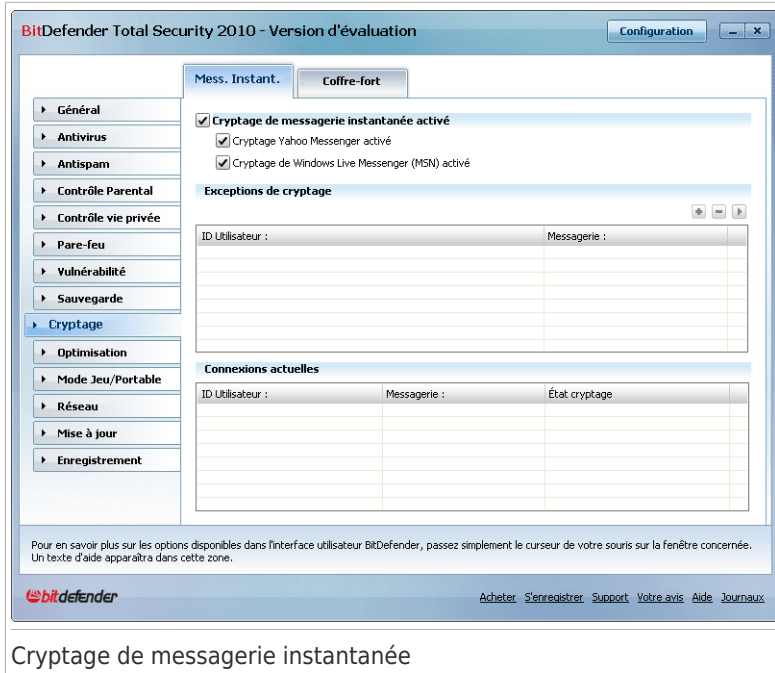 BitDefender Total Security 2010 - Version d'évaluation
Configuration
Mess. Instant.
Coffre-fort
Général
Antivirus
Antispam
Contrôle Parental
Contrôle vie privée
Pare-feu
Vulnérabilité
Sauvegarde
Cryptage
Optimisation
Mode Jeu/Portable
Réseau
Mise à jour
Enregistrement
Cryptage de messagerie instantanée activé
Cryptage Yahoo Messenger activé
Cryptage de Windows Live Messenger (MSN) activé
Exceptions de cryptage
ID Utilisateur :
Messagerie :
Connexions actuelles
ID Utilisateur :
Messagerie :
État cryptage
Pour en savoir plus sur les options disponibles dans l'interface utilisateur BitDefender, passez simplement le curseur de votre souris sur la fenêtre concernée.
Un texte d'aide apparaîtra dans cette zone.
bitdefender
Acheter S'enregistrer Support Votre avis Aide Journaux
Cryptage de messagerie instantanée